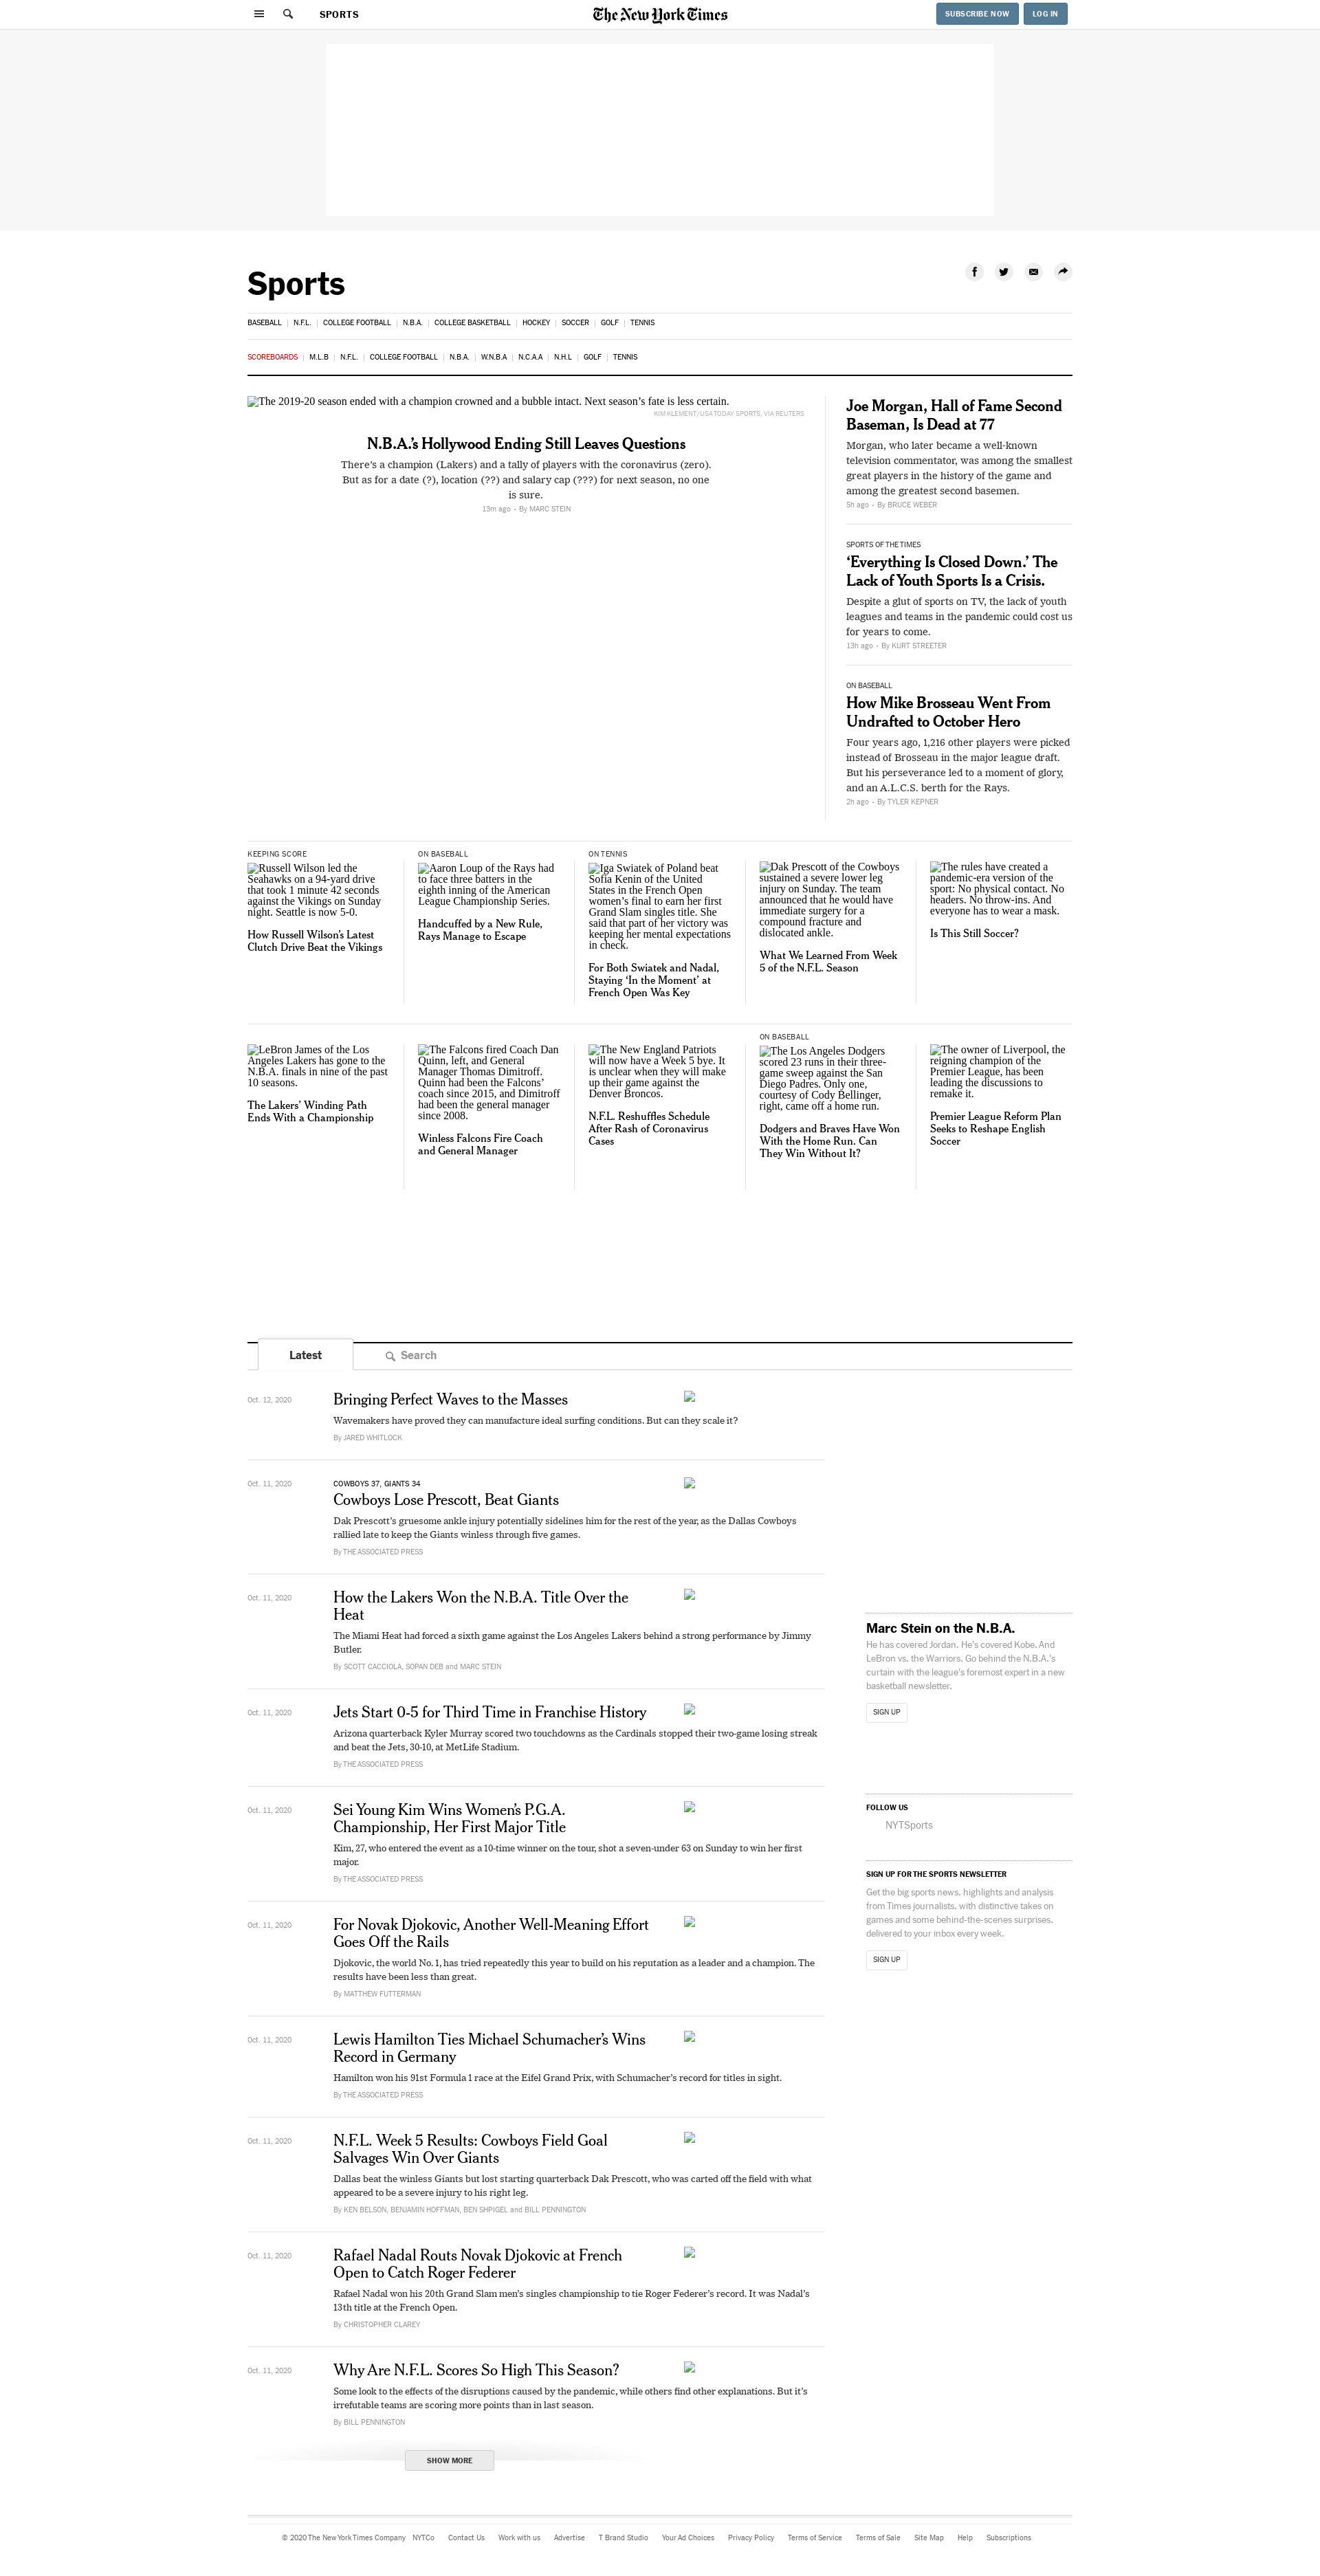 SPORTS
The New York Times
SUBSCRIBE NOW
LOG IN
Sports
BASEBALL | N.F.L. | COLLEGE FOOTBALL | N.B.A. | COLLEGE BASKETBALL | HOCKEY | SOCCER | GOLF | TENNIS
SCOREBOARDS | M.L.B | N.F.L. | COLLEGE FOOTBALL | N.B.A. | W.N.B.A | N.C.A.A | N.H.L | GOLF | TENNIS
The 2019-20 season ended with a champion crowned and a bubble intact. Next season’s fate is less certain.
KIM KLEMENT/USA TODAY SPORTS, VIA REUTERS
N.B.A.’s Hollywood Ending Still Leaves Questions
There’s a champion (Lakers) and a tally of players with the coronavirus (zero).
But as for a date (?), location (??) and salary cap (???) for next season, no one
is sure.
13m ago • By MARC STEIN
Joe Morgan, Hall of Fame Second
Baseman, Is Dead at 77
Morgan, who later became a well-known
television commentator, was among the smallest
great players in the history of the game and
among the greatest second basemen.
5h ago • By BRUCE WEBER
SPORTS OF THE TIMES
‘Everything Is Closed Down.’ The
Lack of Youth Sports Is a Crisis.
Despite a glut of sports on TV, the lack of youth
leagues and teams in the pandemic could cost us
for years to come.
13h ago • By KURT STREETER
ON BASEBALL
How Mike Brosseau Went From
Undrafted to October Hero
Four years ago, 1,216 other players were picked
instead of Brosseau in the major league draft.
But his perseverance led to a moment of glory,
and an A.L.C.S. berth for the Rays.
2h ago • By TYLER KEPNER
KEEPING SCORE
Russell Wilson led the
Seahawks on a 94-yard drive
that took 1 minute 42 seconds
against the Vikings on Sunday
night. Seattle is now 5-0.
How Russell Wilson’s Latest
Clutch Drive Beat the Vikings
ON BASEBALL
Aaron Loup of the Rays had
to face three batters in the
eighth inning of the American
League Championship Series.
Handcuffed by a New Rule,
Rays Manage to Escape
ON TENNIS
Iga Swiatek of Poland beat
Sofia Kenin of the United
States in the French Open
women’s final to earn her first
Grand Slam singles title. She
said that part of her victory was
keeping her mental expectations
in check.
For Both Swiatek and Nadal,
Staying ‘In the Moment’ at
French Open Was Key
Dak Prescott of the Cowboys
sustained a severe lower leg
injury on Sunday. The team
announced that he would have
immediate surgery for a
compound fracture and
dislocated ankle.
What We Learned From Week
5 of the N.F.L. Season
The rules have created a
pandemic-era version of the
sport: No physical contact. No
headers. No throw-ins. And
everyone has to wear a mask.
Is This Still Soccer?
LeBron James of the Los
Angeles Lakers has gone to the
N.B.A. finals in nine of the past
10 seasons.
The Lakers’ Winding Path
Ends With a Championship
The Falcons fired Coach Dan
Quinn, left, and General
Manager Thomas Dimitroff.
Quinn had been the Falcons’
coach since 2015, and Dimitroff
had been the general manager
since 2008.
Winless Falcons Fire Coach
and General Manager
The New England Patriots
will now have a Week 5 bye. It
is unclear when they will make
up their game against the
Denver Broncos.
N.F.L. Reshuffles Schedule
After Rash of Coronavirus
Cases
ON BASEBALL
The Los Angeles Dodgers
scored 23 runs in their three-
game sweep against the San
Diego Padres. Only one,
courtesy of Cody Bellinger,
right, came off a home run.
Dodgers and Braves Have Won
With the Home Run. Can
They Win Without It?
The owner of Liverpool, the
reigning champion of the
Premier League, has been
leading the discussions to
remake it.
Premier League Reform Plan
Seeks to Reshape English
Soccer
Latest
Search
Oct. 12, 2020
Bringing Perfect Waves to the Masses
Wavemakers have proved they can manufacture ideal surfing conditions. But can they scale it?
By JARED WHITLOCK
Oct. 11, 2020
COWBOYS 37, GIANTS 34
Cowboys Lose Prescott, Beat Giants
Dak Prescott’s gruesome ankle injury potentially sidelines him for the rest of the year, as the Dallas Cowboys
rallied late to keep the Giants winless through five games.
By THE ASSOCIATED PRESS
Oct. 11, 2020
How the Lakers Won the N.B.A. Title Over the
Heat
The Miami Heat had forced a sixth game against the Los Angeles Lakers behind a strong performance by Jimmy
Butler.
By SCOTT CACCIOLA, SOPAN DEB and MARC STEIN
Oct. 11, 2020
Jets Start 0-5 for Third Time in Franchise History
Arizona quarterback Kyler Murray scored two touchdowns as the Cardinals stopped their two-game losing streak
and beat the Jets, 30-10, at MetLife Stadium.
By THE ASSOCIATED PRESS
Oct. 11, 2020
Sei Young Kim Wins Women’s P.G.A.
Championship, Her First Major Title
Kim, 27, who entered the event as a 10-time winner on the tour, shot a seven-under 63 on Sunday to win her first
major.
By THE ASSOCIATED PRESS
Oct. 11, 2020
For Novak Djokovic, Another Well-Meaning Effort
Goes Off the Rails
Djokovic, the world No. 1, has tried repeatedly this year to build on his reputation as a leader and a champion. The
results have been less than great.
By MATTHEW FUTTERMAN
Oct. 11, 2020
Lewis Hamilton Ties Michael Schumacher’s Wins
Record in Germany
Hamilton won his 91st Formula 1 race at the Eifel Grand Prix, with Schumacher’s record for titles in sight.
By THE ASSOCIATED PRESS
Oct. 11, 2020
N.F.L. Week 5 Results: Cowboys Field Goal
Salvages Win Over Giants
Dallas beat the winless Giants but lost starting quarterback Dak Prescott, who was carted off the field with what
appeared to be a severe injury to his right leg.
By KEN BELSON, BENJAMIN HOFFMAN, BEN SHPIGEL and BILL PENNINGTON
Oct. 11, 2020
Rafael Nadal Routs Novak Djokovic at French
Open to Catch Roger Federer
Rafael Nadal won his 20th Grand Slam men’s singles championship to tie Roger Federer’s record. It was Nadal’s
13th title at the French Open.
By CHRISTOPHER CLAREY
Oct. 11, 2020
Why Are N.F.L. Scores So High This Season?
Some look to the effects of the disruptions caused by the pandemic, while others find other explanations. But it’s
irrefutable teams are scoring more points than in last season.
By BILL PENNINGTON
SHOW MORE
Marc Stein on the N.B.A.
He has covered Jordan. He’s covered Kobe. And
LeBron vs. the Warriors. Go behind the N.B.A.’s
curtain with the league’s foremost expert in a new
basketball newsletter.
SIGN UP
FOLLOW US
NYTSports
SIGN UP FOR THE SPORTS NEWSLETTER
Get the big sports news, highlights and analysis
from Times journalists, with distinctive takes on
games and some behind-the-scenes surprises,
delivered to your inbox every week.
SIGN UP
© 2020 The New York Times Company NYTCo Contact Us Work with us Advertise T Brand Studio Your Ad Choices Privacy Policy Terms of Service Terms of Sale Site Map Help Subscriptions